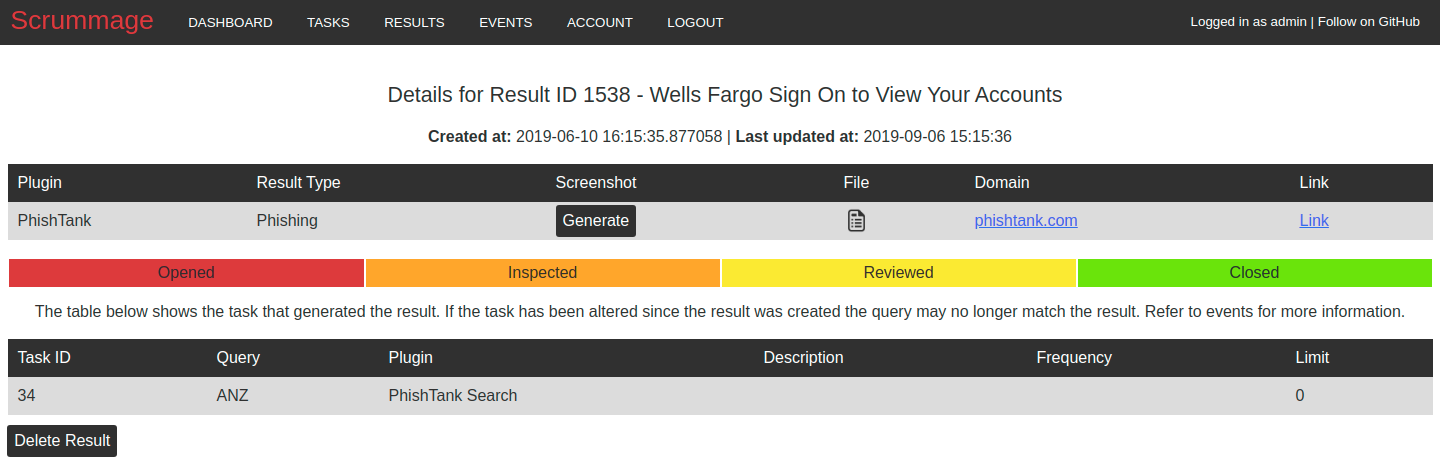 Scrummage DASHBOARD TASKS RESULTS EVENTS ACCOUNT LOGOUT Logged in as admin | Follow on GitHub
Details for Result ID 1538 - Wells Fargo Sign On to View Your Accounts
Created at: 2019-06-10 16:15:35.877058 | Last updated at: 2019-09-06 15:15:36
Plugin Result Type Screenshot File Domain Link
PhishTank Phishing Generate phishtank.com Link
Opened Inspected Reviewed Closed
The table below shows the task that generated the result. If the task has been altered since the result was created the query may no longer match the result. Refer to events for more information.
Task ID Query Plugin Description Frequency Limit
34 ANZ PhishTank Search 0
Delete Result